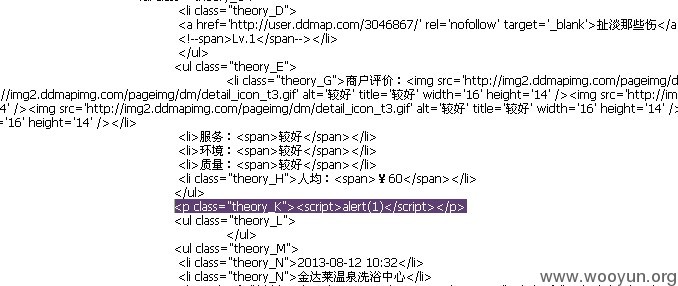 <li class="theory_D">
<a href='http://user.ddmap.com/3046867/' rel='nofollow' target='_blank'>扯淡那些伤</a
<!--span>Lv.1</span--></li>
</ul>
<ul class="theory_E">
<li class="theory_G">商户评价：<img src='http://img2.ddmapimg.com/pageimg/d
//img2.ddmapimg.com/pageimg/dm/detail_icon_t3.gif' alt='较好' title='较好' width='16' height='14' /><img src='http://im
4' /><img src='http://img2.ddmapimg.com/pageimg/dm/detail_icon_t3.gif' alt='较好' title='较好' width='16' height='14' /
='16' height='14' /></li>
<li>服务：<span>较好</span></li>
<li>环境：<span>较好</span></li>
<li>质量：<span>较好</span></li>
<li class="theory_H">人均：<span>￥60</span></li>
</ul>
<p class="theory_K"><script>alert(1)</script></p>
<ul class="theory_L">
</ul>
<ul class="theory_M">
<li class="theory_N">2013-08-12 10:32</li>
<li class="theory_N">金达莱温泉洗浴中心</li>
www.wooyun.org